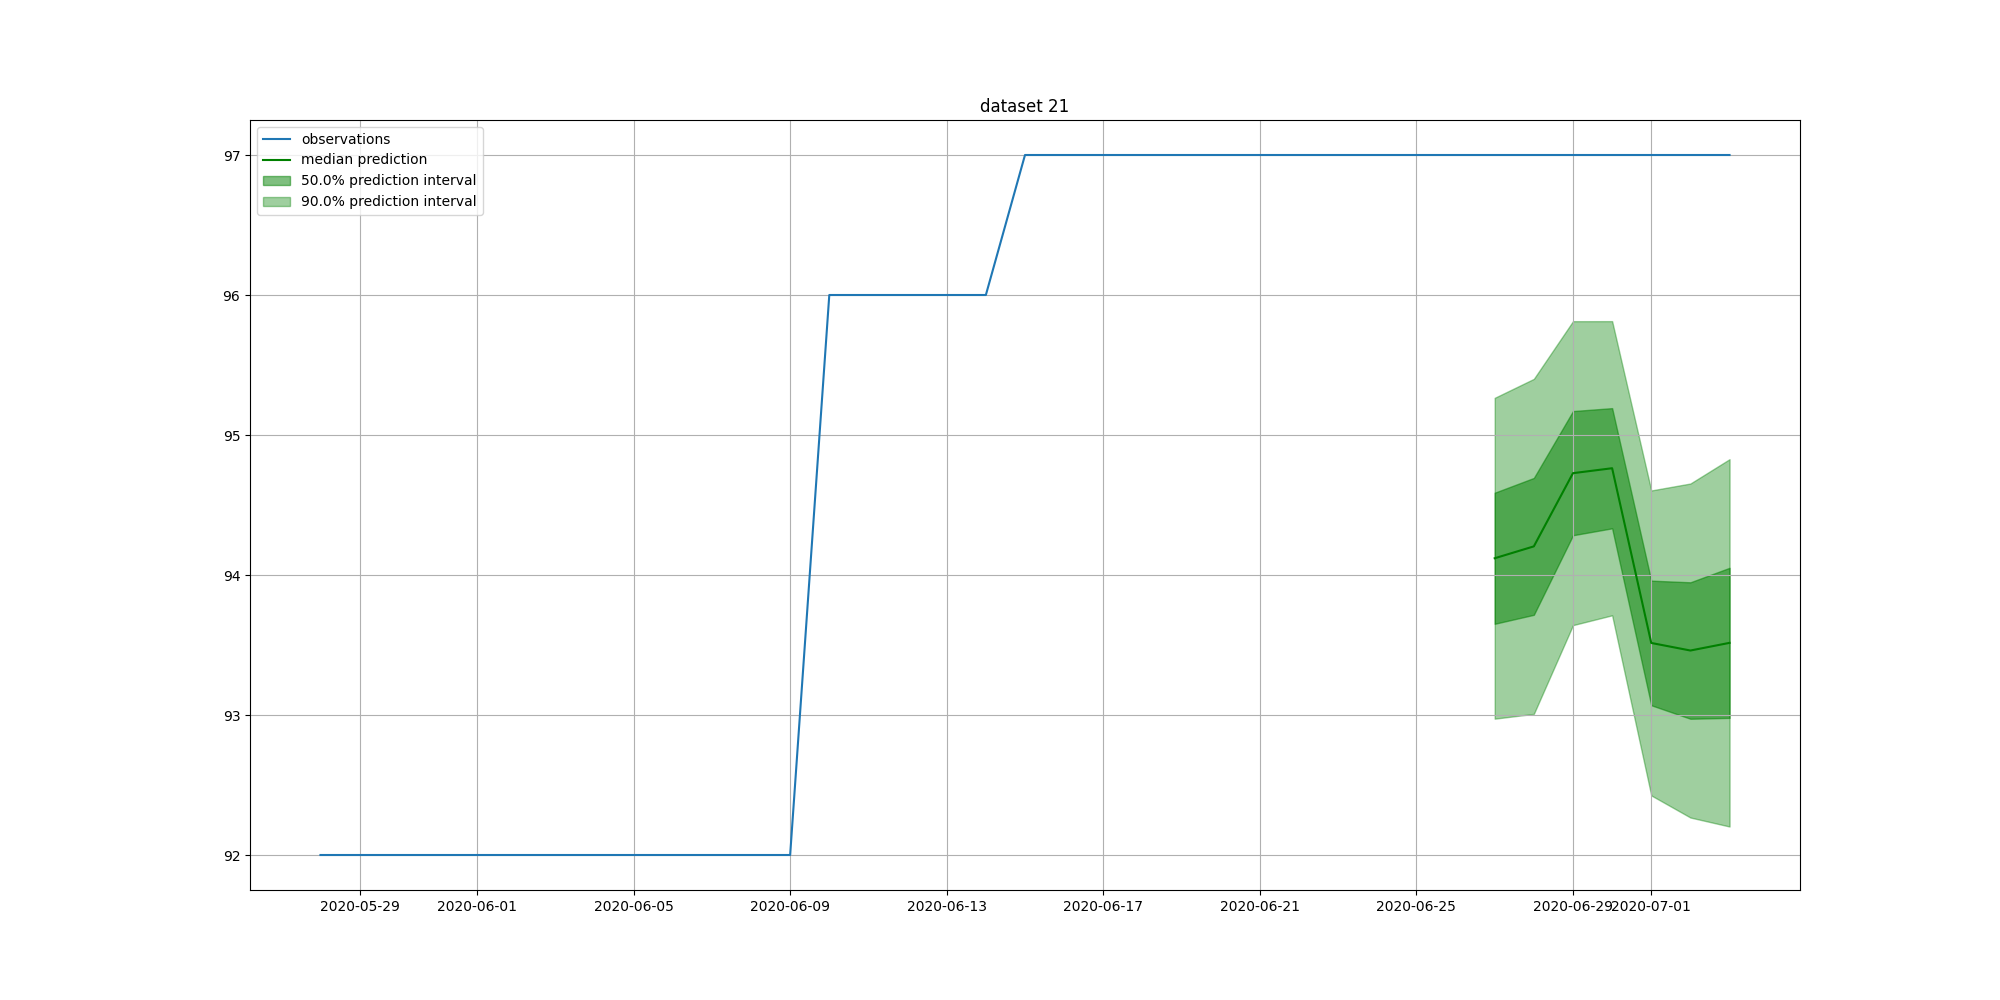 dataset 21
observations
median prediction
50.0% prediction interval
90.0% prediction interval
97
96
95
94
93
92
2020-05-29 2020-06-01 2020-06-05 2020-06-09 2020-06-13 2020-06-17 2020-06-21 2020-06-25 2020-06-29 2020-07-01